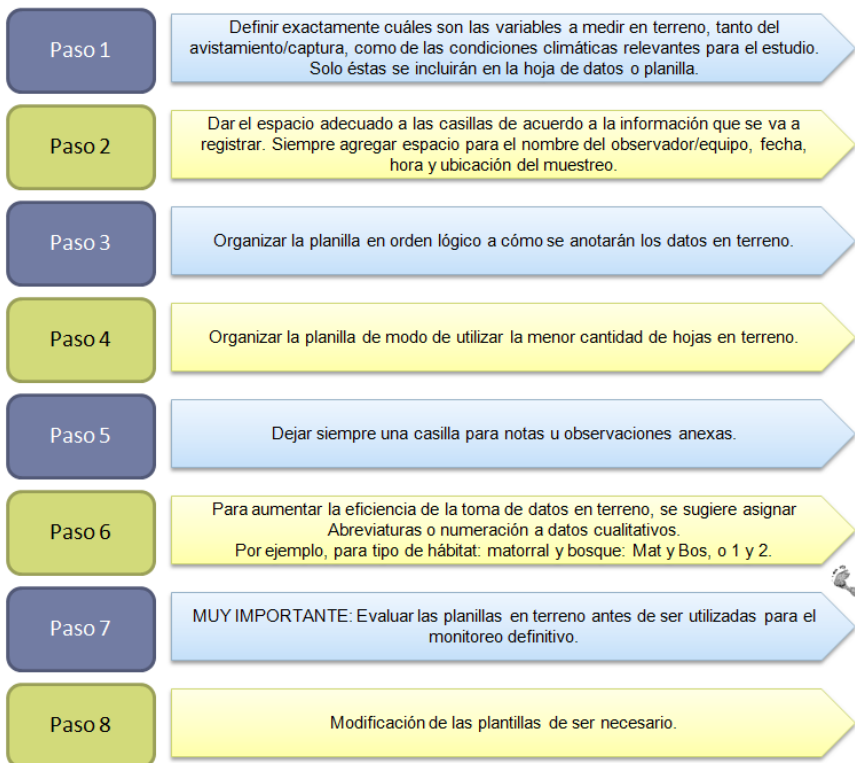 Paso 1
Definir exactamente cuáles son las variables a medir en terreno, tanto del
avistamiento/captura, como de las condiciones climáticas relevantes para el estudio.
Solo éstas se incluirán en la hoja de datos o planilla.
Paso 2
Dar el espacio adecuado a las casillas de acuerdo a la información que se va a
registrar. Siempre agregar espacio para el nombre del observador/equipo, fecha,
hora y ubicación del muestreo.
Paso 3
Organizar la planilla en orden lógico a cómo se anotarán los datos en terreno.
Paso 4
Organizar la planilla de modo de utilizar la menor cantidad de hojas en terreno.
Paso 5
Dejar siempre una casilla para notas u observaciones anexas.
Paso 6
Para aumentar la eficiencia de la toma de datos en terreno, se sugiere asignar
Abreviaturas o numeración a datos cualitativos.
Por ejemplo, para tipo de hábitat: matorral y bosque: Mat y Bos, o 1 y 2.
Paso 7
MUY IMPORTANTE: Evaluar las planillas en terreno antes de ser utilizadas para el
monitoreo definitivo.
Paso 8
Modificación de las plantillas de ser necesario.